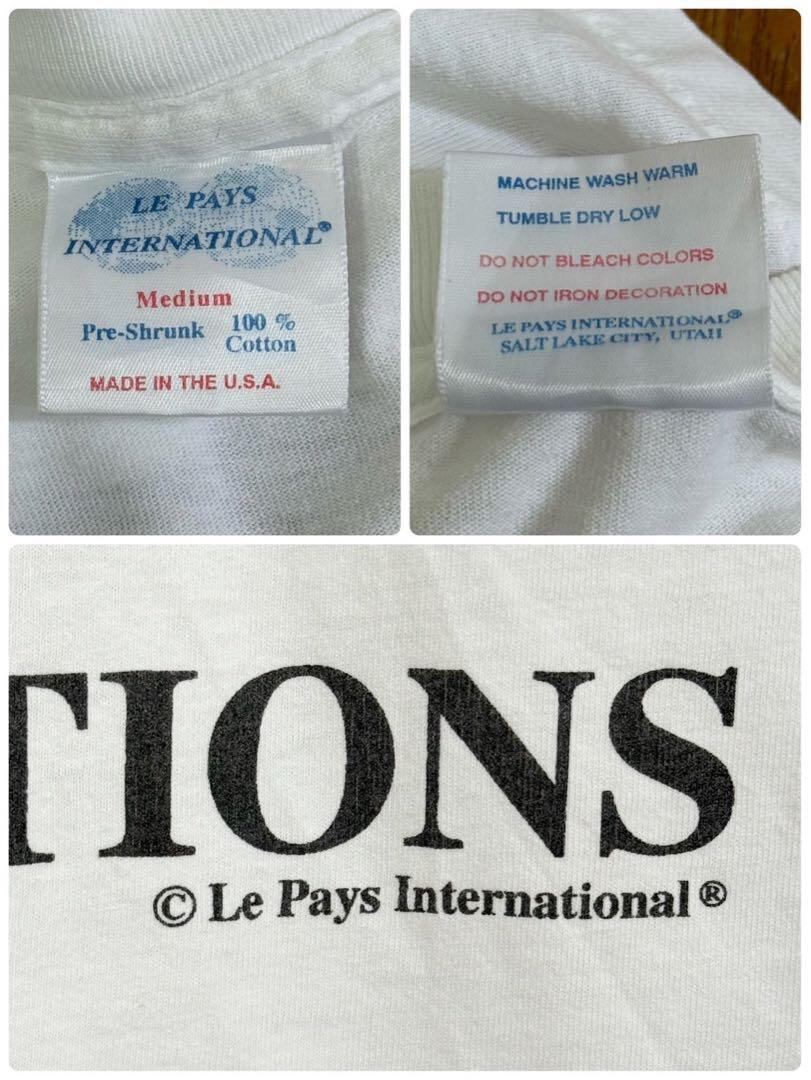 LE PAYS
INTERNATIONAL®
Medium
Pre-Shrunk 100 %
Cotton
MADE IN THE U.S.A.
MACHINE WASH WARM
TUMBLE DRY LOW
DO NOT BLEACH COLORS
DO NOT IRON DECORATION
LE PAYS INTERNATIONAL®
SALT LAKE CITY, UTAH
TIONS
© Le Pays International®